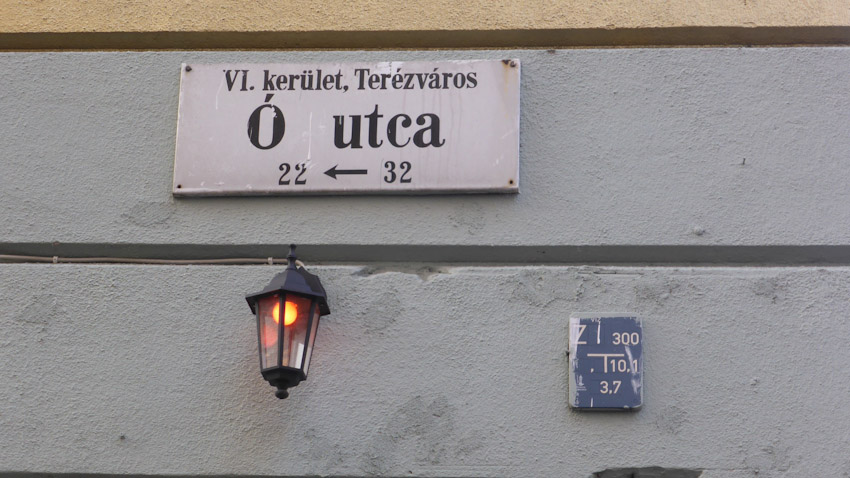 VI. kerület, Terézváros
Ó utca
22 ← 32
Z 300
10,1
3,7